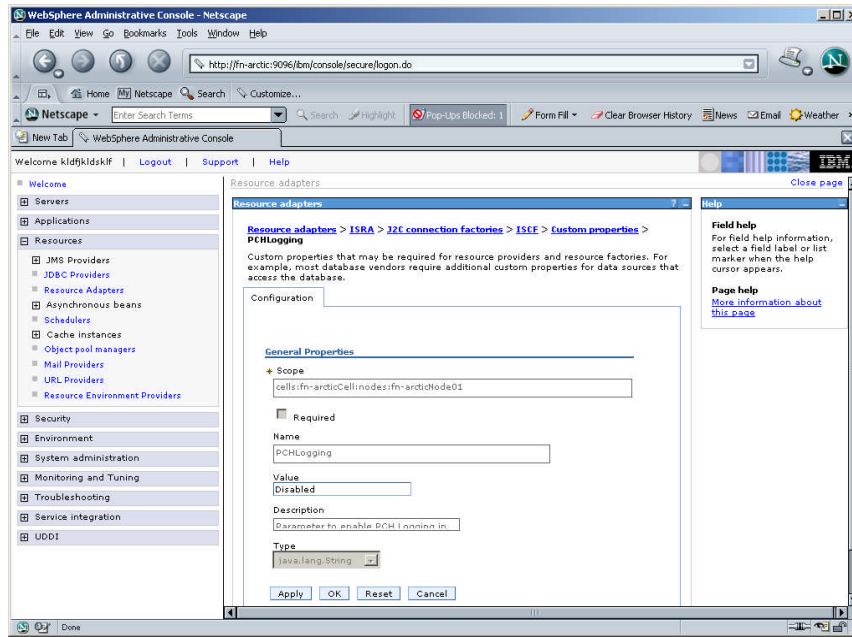 WebSphere Administrative Console - Netscape
File Edit View Go Bookmarks Tools Window Help
http://fn-arctic:9096/ibm/console/secure/logon.do
Home My Netscape Search Customize...
Netscape Enter Search Terms Search Highlight Pop-Ups Blocked: 1 Form Fill Clear Browser History News Email Weather
New Tab WebSphere Administrative Console
Welcome kldfjkldsklf | Logout | Support | Help IBM
Welcome
Servers
Applications
Resources
JMS Providers
JDBC Providers
Resource Adapters
Asynchronous beans
Schedulers
Cache instances
Object pool managers
Mail Providers
URL Providers
Resource Environment Providers
Security
Environment
System administration
Monitoring and Tuning
Troubleshooting
Service integration
UDDI
Resource adapters Close page
Resource adapters ? -
Resource adapters > ISRA > J2C connection factories > ISCF > Custom properties >
PCHLogging
Custom properties that may be required for resource providers and resource factories. For
example, most database vendors require additional custom properties for data sources that
access the database.
Configuration
General Properties
Scope
cells:fn-arcticCell:nodes:fn-arcticNode01
Required
Name
PCHLogging
Value
Disabled
Description
Parameter to enable PCH Logging in
Type
java.lang.String
Apply OK Reset Cancel
Help
Field help
For field help information,
select a field label or list
marker when the help
cursor appears.
Page help
More information about
this page
Done